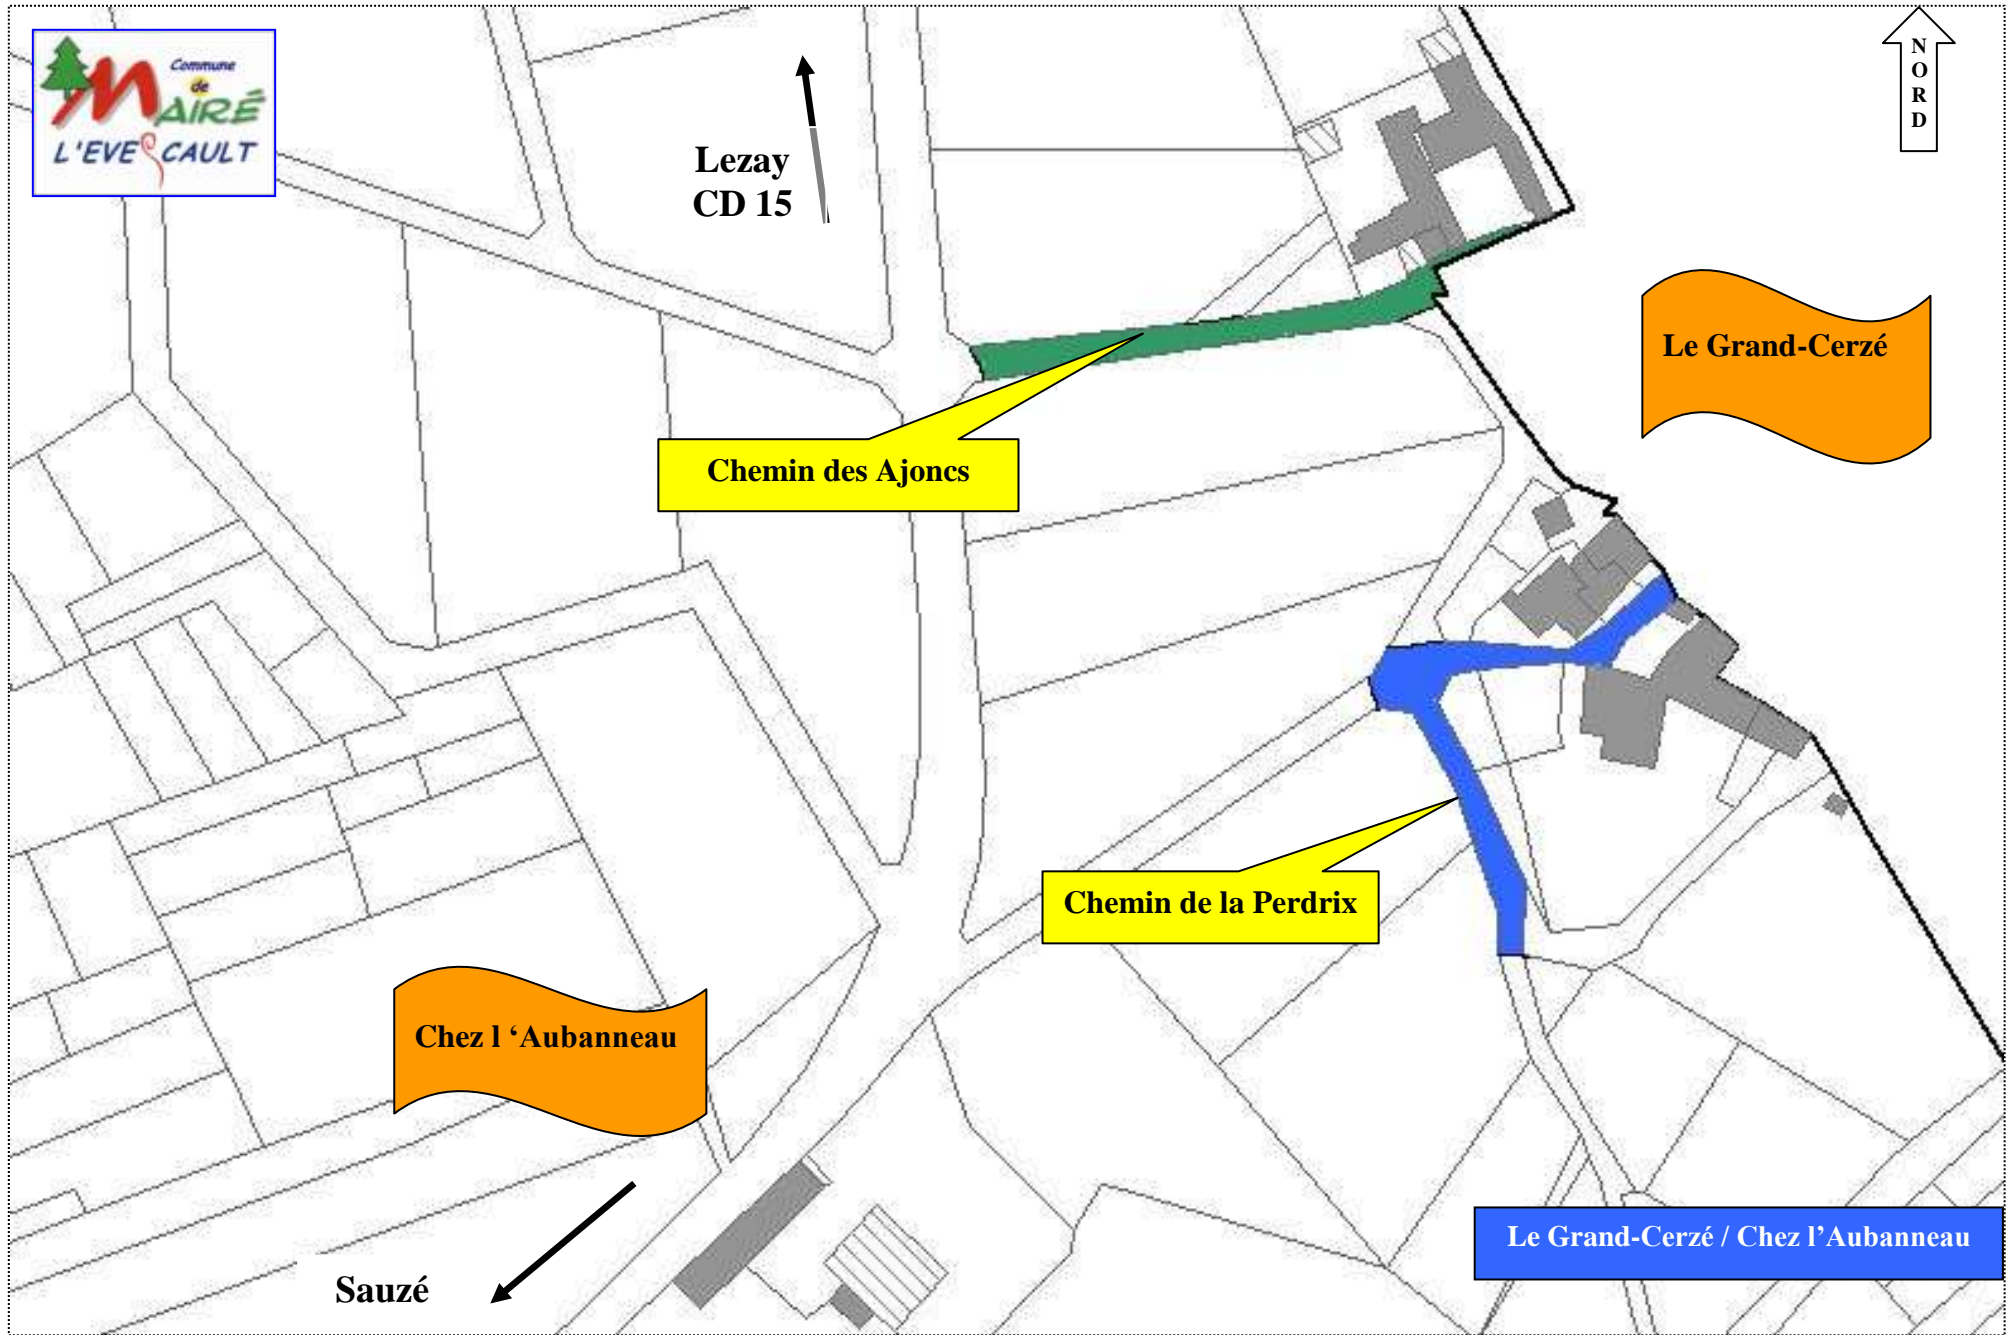 Commune
de
MAIRÉ
L'EVESCAULT
Lezay
CD 15
N
O
R
D
Le Grand-Cerzé
Chemin des Ajoncs
Chemin de la Perdrix
Chez l ‘Aubanneau
Le Grand-Cerzé / Chez l’Aubanneau
Sauzé